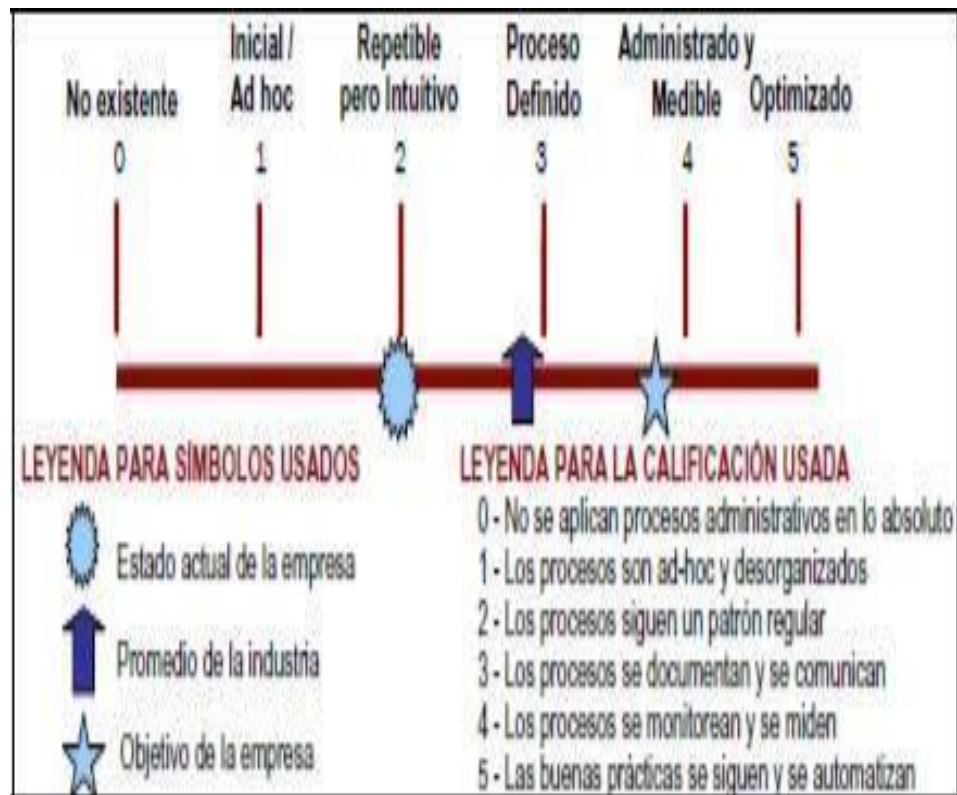 No existente
Inicial /
Ad hoc
Repetible
pero Intuitivo
Proceso
Definido
Administrado y
Medible
Optimizado
0 1 2 3 4 5
LEYENDA PARA SÍMBOLOS USADOS
Estado actual de la empresa
Promedio de la industria
Objetivo de la empresa
LEYENDA PARA LA CALIFICACIÓN USADA
0 - No se aplican procesos administrativos en lo absoluto
1 - Los procesos son ad-hoc y desorganizados
2 - Los procesos siguen un patrón regular
3 - Los procesos se documentan y se comunican
4 - Los procesos se monitorean y se miden
5 - Las buenas prácticas se siguen y se automatizan